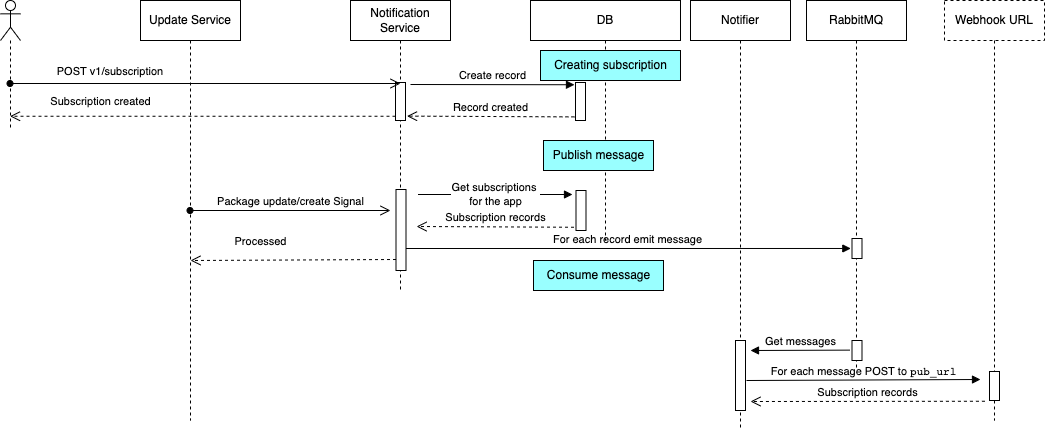 Update Service
Notification
Service
DB
Notifier
RabbitMQ
Webhook URL
Creating subscription
POST v1/subscription
Create record
Subscription created
Record created
Publish message
Get subscriptions
for the app
Package update/create Signal
Subscription records
Processed
For each record emit message
Consume message
Get messages
For each message POST to pub_url
Subscription records